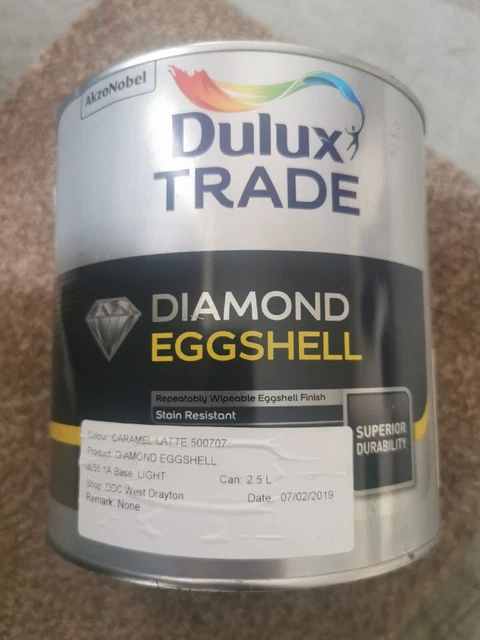 AkzoNobel
Dulux
TRADE
DIAMOND
EGGSHELL
Repeatably Wipeable Eggshell Finish
Stain Resistant
SUPERIOR
DURABILITY
Colour: CARAMEL LATTE 500707
Product: DIAMOND EGGSHELL
W55 1A Base: LIGHT Can: 2.5 L
Shop: DDC West Drayton Date: 07/02/2019
Remark: None